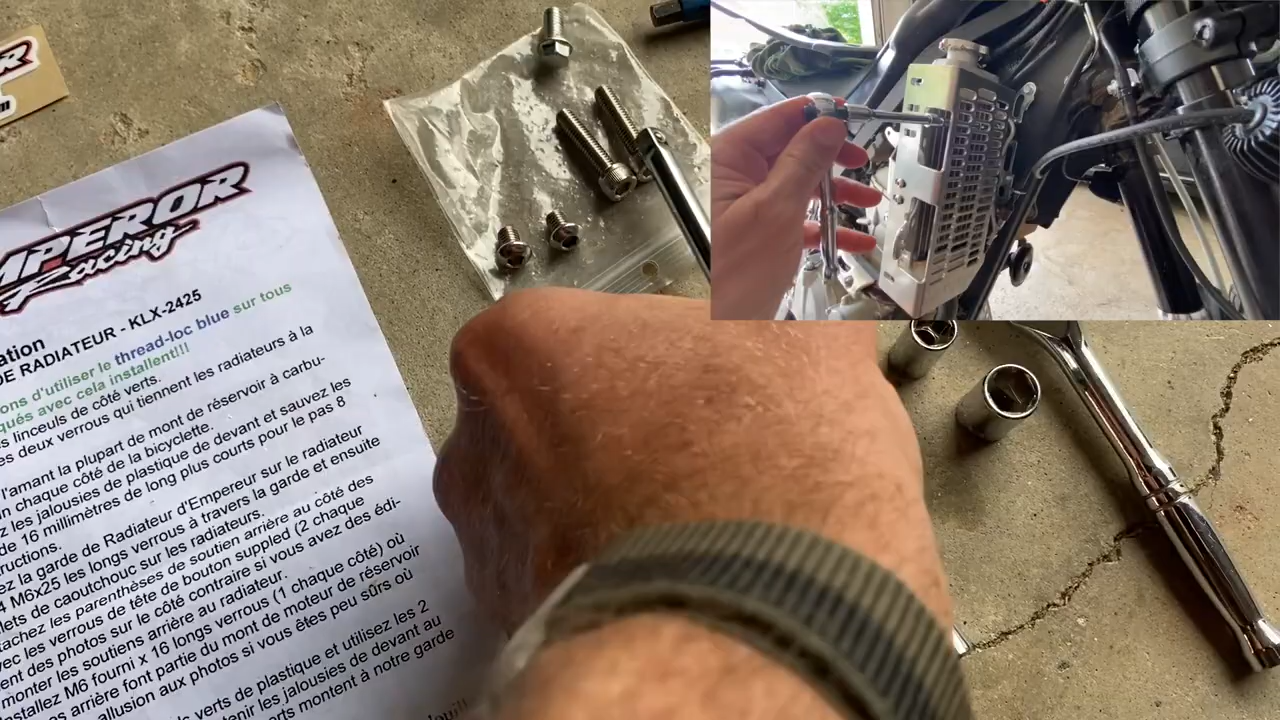 MPEROR
Racing
ation
DE RADIATEUR - KLX-2425
ons d'utiliser le thread-loc blue sur tous
qués avec cela installent!!!
s linceuls de côté verts.
es deux verrous qui tiennent les radiateurs à la
l'amant la plupart de mont de réservoir à carbu-
n chaque côté de la bicyclette.
z les jalousies de plastique de devant et sauvez les
de 16 millimètres de long plus courts pour le pas 8
ructions.
ez la garde de Radiateur d'Empereur sur le radiateur
4 M6x25 les longs verrous à travers la garde et ensuite
lets de caoutchouc sur les radiateurs.
tachez les parenthèses de soutien arrière au côté des
vec les verrous de tête de bouton suppled (2 chaque
ent des photos sur le côté contraire si vous avez des édi-
monter les soutiens arrière au radiateur.
nstallez M6 fourni x 16 longs verrous (1 chaque côté) où
as arrière font partie du mont de moteur de réservoir
allusion aux photos si vous êtes peu sûrs où
s verts de plastique et utilisez les 2
tenir les jalousies de devant au
erts montent à notre garde